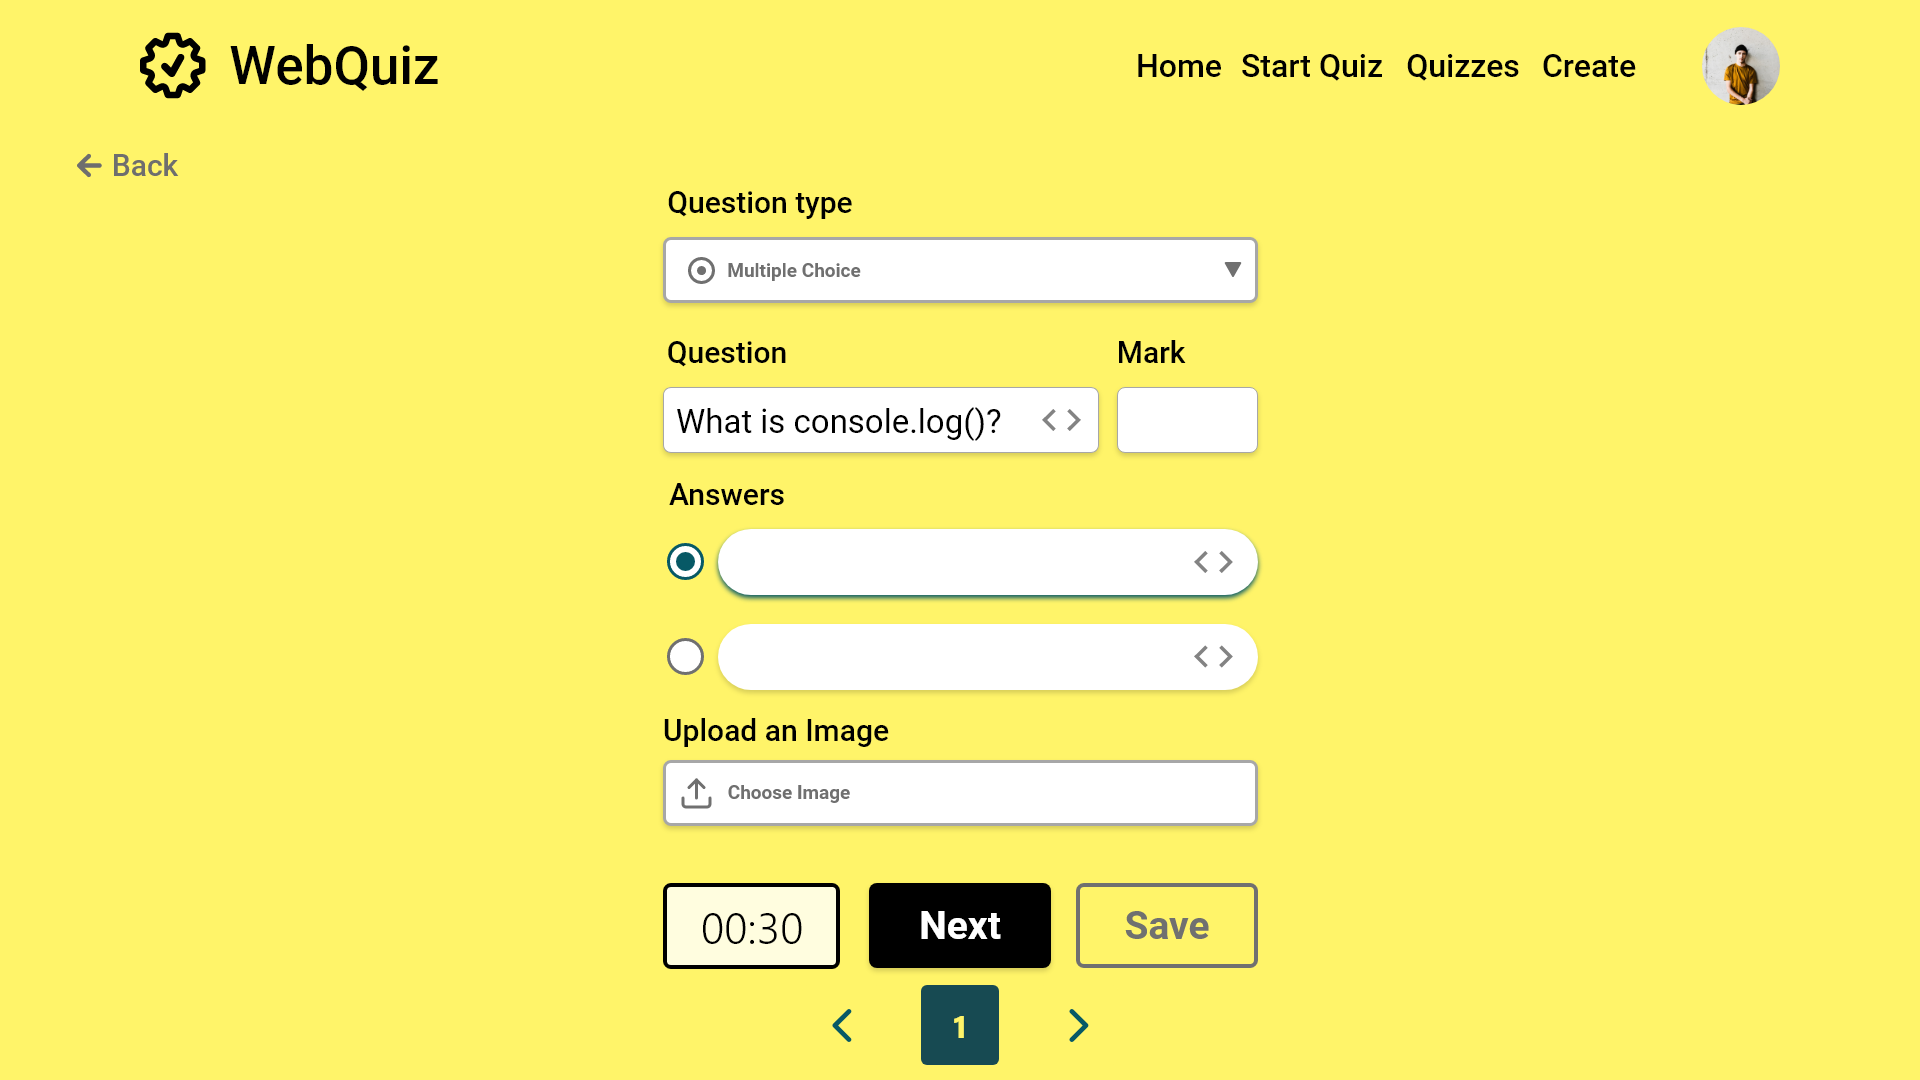 WebQuiz
Home Start Quiz Quizzes Create
Back
Question type
Multiple Choice
Question Mark
What is console.log()? < >
Answers
< >
< >
Upload an Image
Choose Image
00:30 Next Save
< 1 >